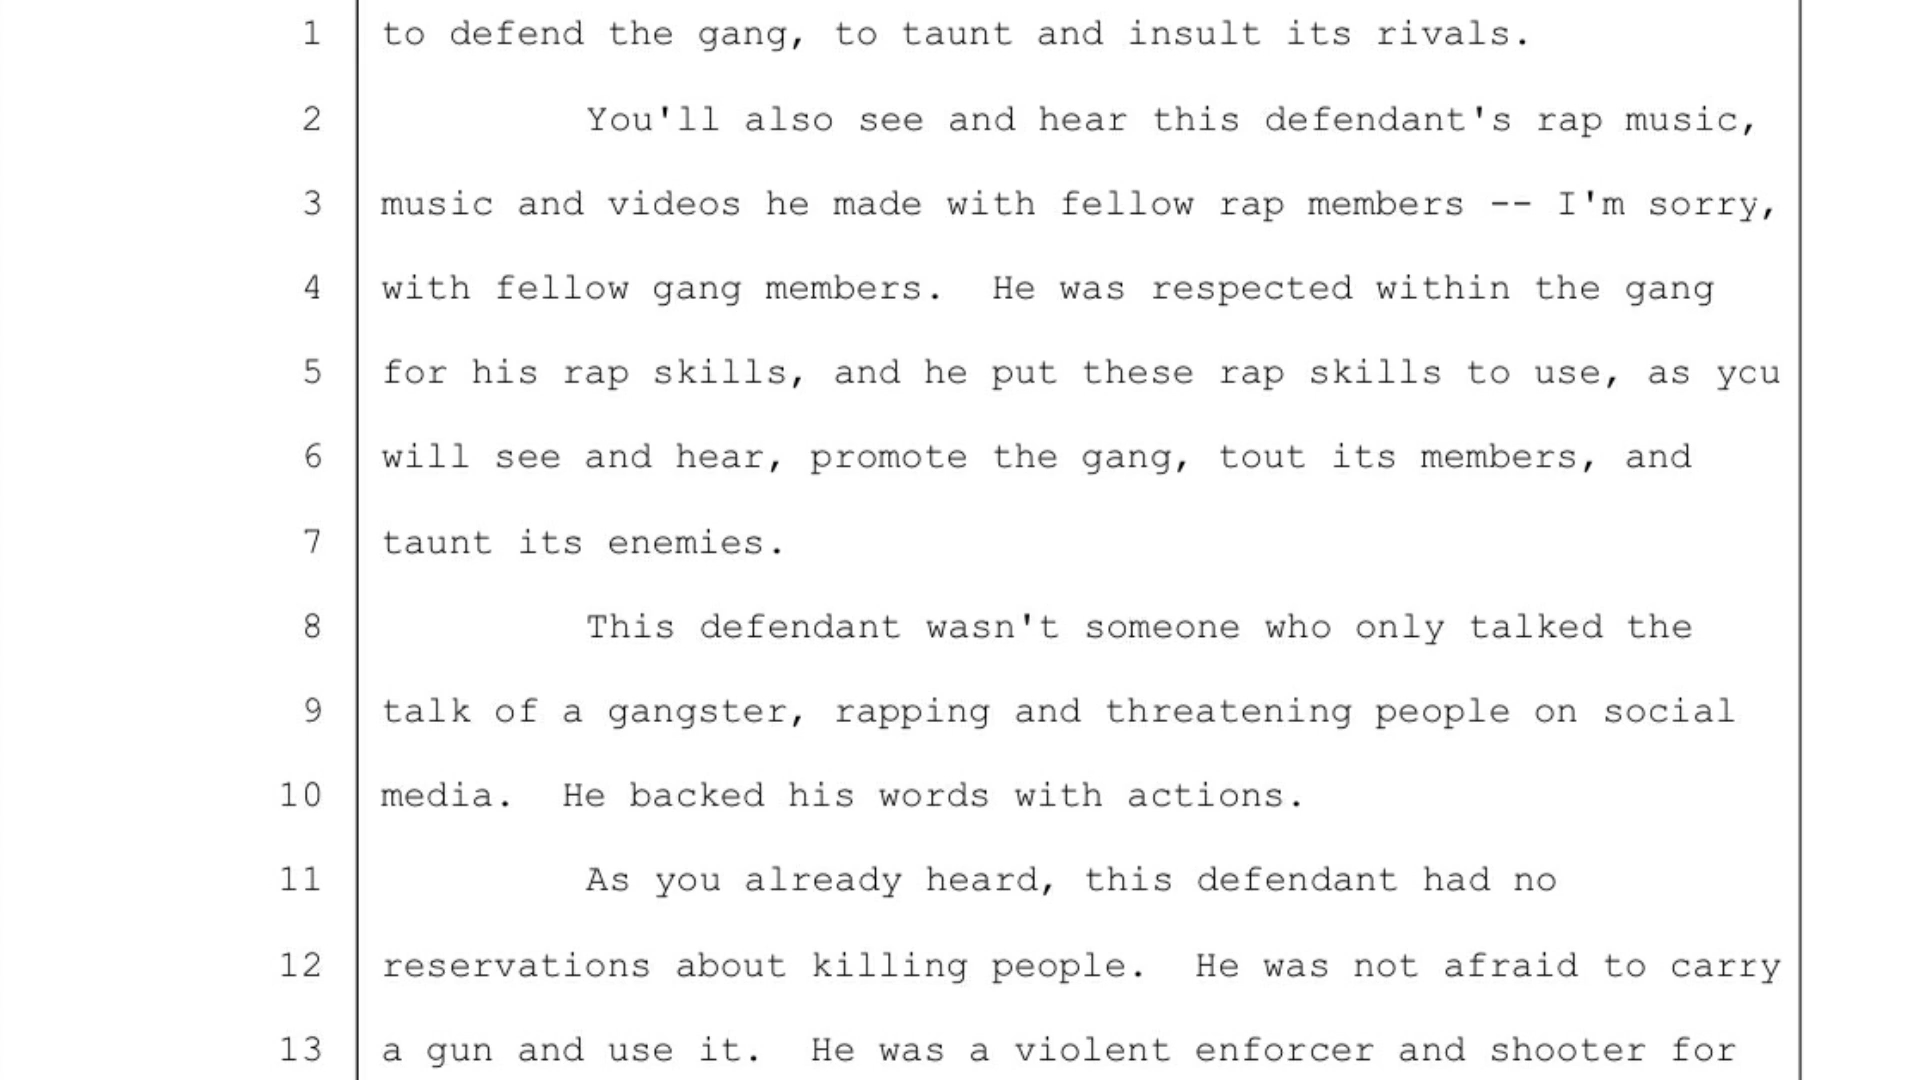 1 to defend the gang, to taunt and insult its rivals.
2 You'll also see and hear this defendant's rap music,
3 music and videos he made with fellow rap members -- I'm sorry,
4 with fellow gang members.  He was respected within the gang
5 for his rap skills, and he put these rap skills to use, as you
6 will see and hear, promote the gang, tout its members, and
7 taunt its enemies.
8 This defendant wasn't someone who only talked the
9 talk of a gangster, rapping and threatening people on social
10 media.  He backed his words with actions.
11 As you already heard, this defendant had no
12 reservations about killing people.  He was not afraid to carry
13 a gun and use it.  He was a violent enforcer and shooter for